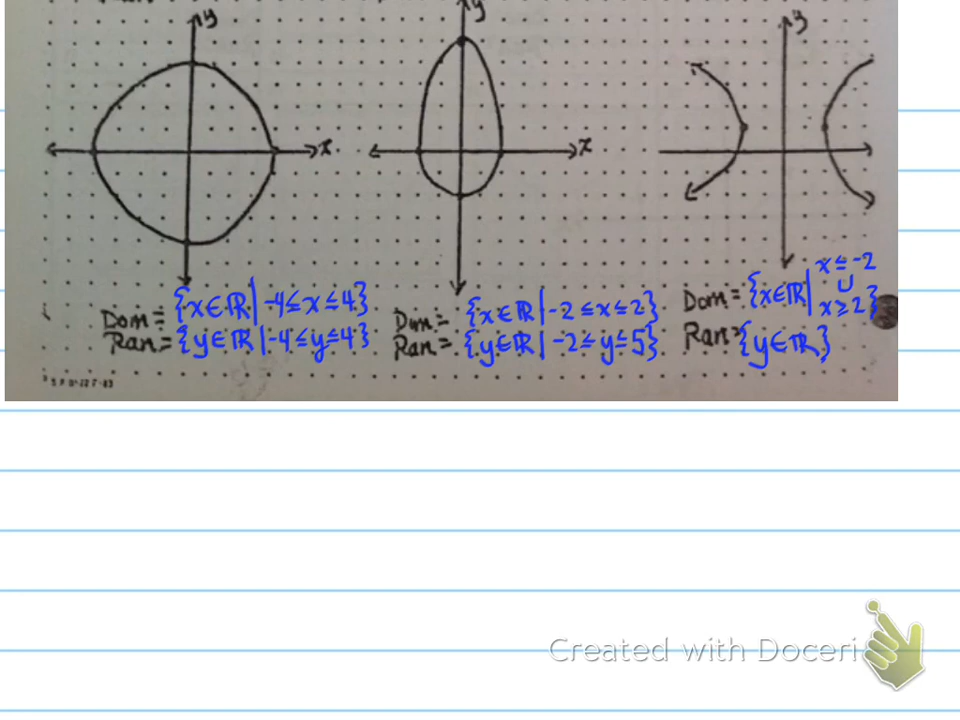 y
y
y
x
x
Dom = {x∈ℝ | -4≤x≤4}
Ran = {y∈ℝ | -4≤y≤4}
Dom = {x∈ℝ | -2≤x≤2}
Ran = {y∈ℝ | -2≤y≤5}
Dom = {x∈ℝ | x≤-2
∪
x≥2}
Ran = {y∈ℝ}
Created with Doceri